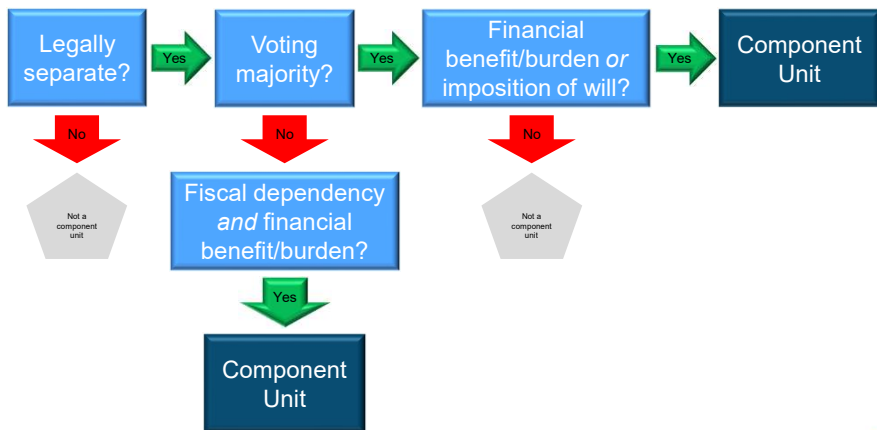 Legally
separate?
Yes
Voting
majority?
Yes
Financial
benefit/burden or
imposition of will?
Yes
Component
Unit
No
No
No
Not a
component
unit
Fiscal dependency
and financial
benefit/burden?
Not a
component
unit
Yes
Component
Unit